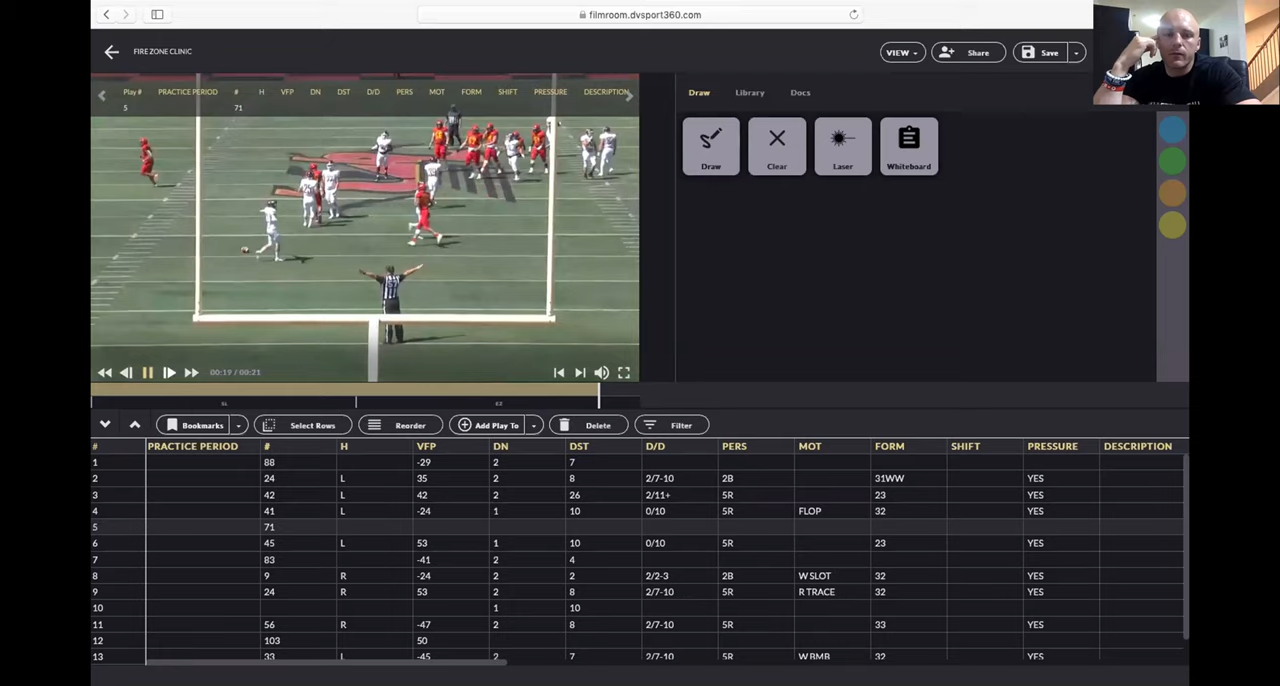 filmroom.dvsport360.com
FIRE ZONE CLINIC
VIEW Share Save
Play # PRACTICE PERIOD # H VFP DN DST D/D PERS MOT FORM SHIFT PRESSURE DESCRIPTION
5 71
Draw Library Docs
Draw Clear Laser Whiteboard
00:19 / 00:21
SL EZ
Bookmarks Select Rows Reorder Add Play To Delete Filter
# PRACTICE PERIOD # H VFP DN DST D/D PERS MOT FORM SHIFT PRESSURE DESCRIPTION
1 88 -29 2 7
2 24 L 35 2 8 2/7-10 2B 31WW YES
3 42 L 42 2 26 2/11+ 5R 23 YES
4 41 L -24 1 10 0/10 5R FLOP 32 YES
5 71
6 45 L 53 1 10 0/10 5R 23 YES
7 83 -41 2 4
8 9 R -24 2 2 2/2-3 2B W SLOT 32 YES
9 24 R 53 2 8 2/7-10 5R R TRACE 32 YES
10 1 10
11 56 R -47 2 8 2/7-10 5R 33 YES
12 103 50
13 33 L -45 2 7 2/7-10 5R W BMB 32 YES